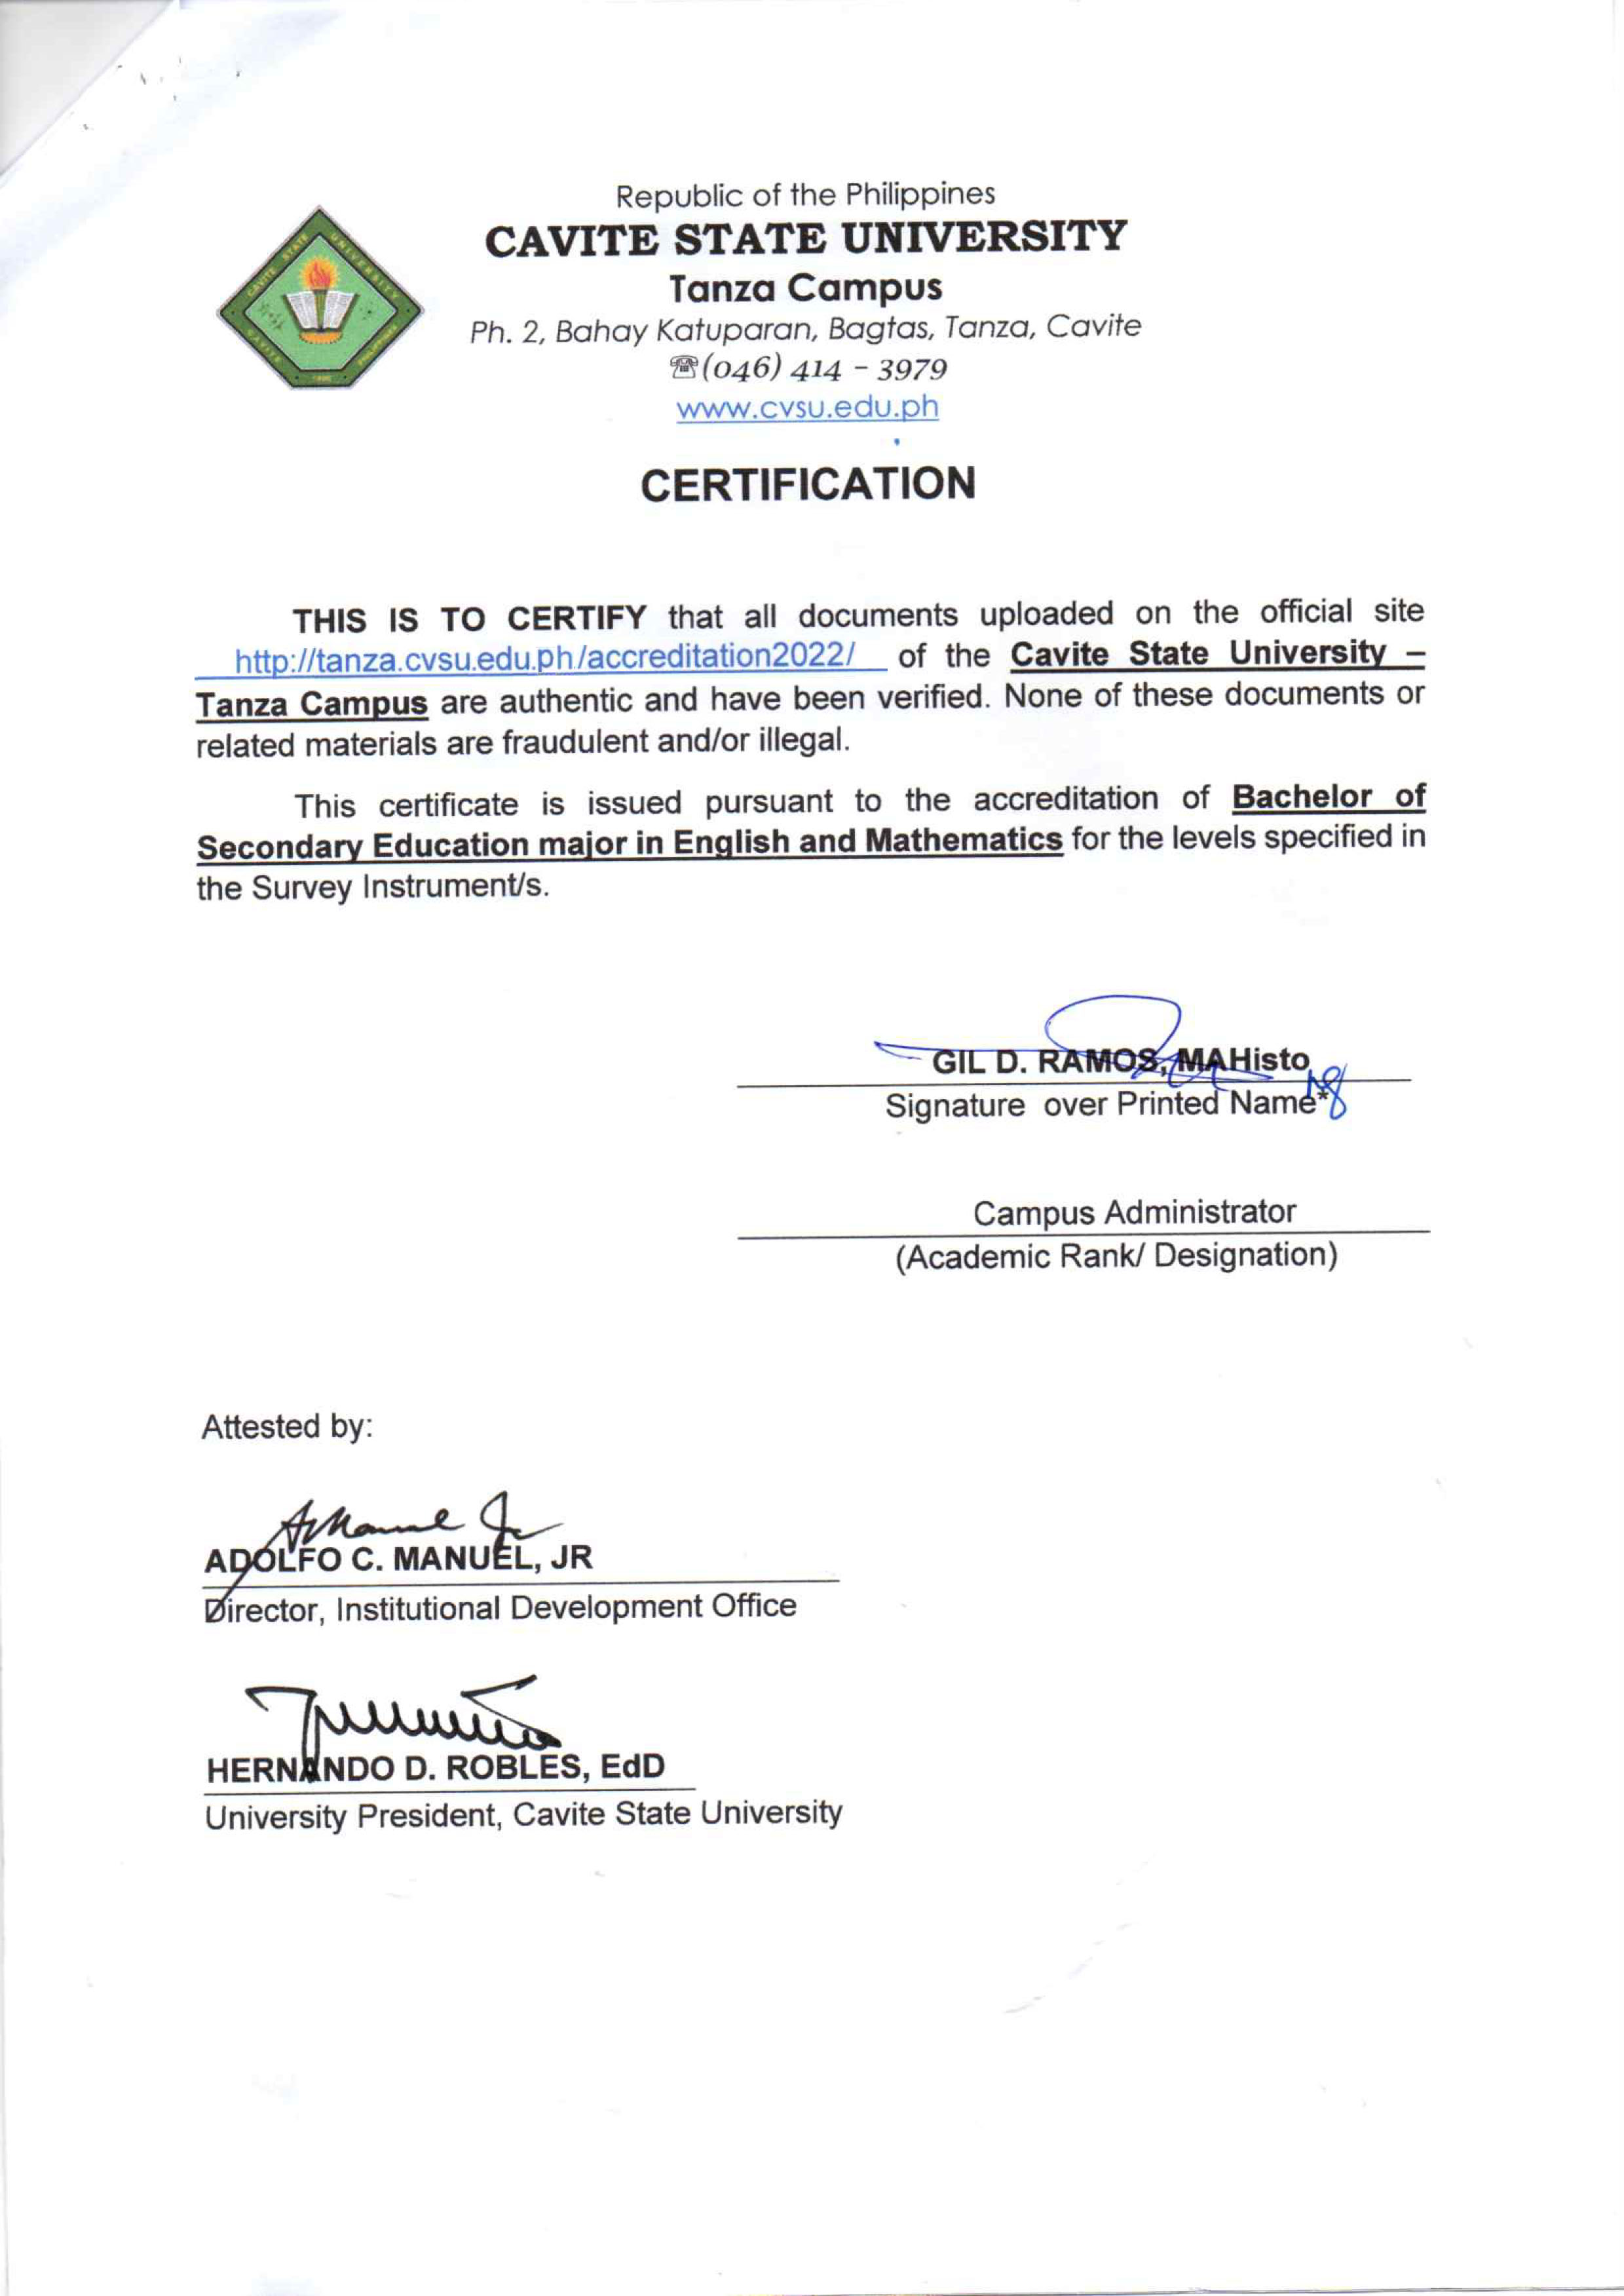 Republic of the Philippines
CAVITE STATE UNIVERSITY
Tanza Campus
Ph. 2, Bahay Katuparan, Bagtas, Tanza, Cavite
☎(046) 414 - 3979
www.cvsu.edu.ph
CAVITE STATE UNIVERSITY
CAVITE PHILIPPINES
CERTIFICATION
THIS IS TO CERTIFY that all documents uploaded on the official site
http://tanza.cvsu.edu.ph/accreditation2022/ of the Cavite State University –
Tanza Campus are authentic and have been verified. None of these documents or
related materials are fraudulent and/or illegal.
This certificate is issued pursuant to the accreditation of Bachelor of
Secondary Education major in English and Mathematics for the levels specified in
the Survey Instrument/s.
GIL D. RAMOS, MAHisto
Signature over Printed Name*
Campus Administrator
(Academic Rank/ Designation)
Attested by:
ADOLFO C. MANUEL, JR
Director, Institutional Development Office
HERNANDO D. ROBLES, EdD
University President, Cavite State University